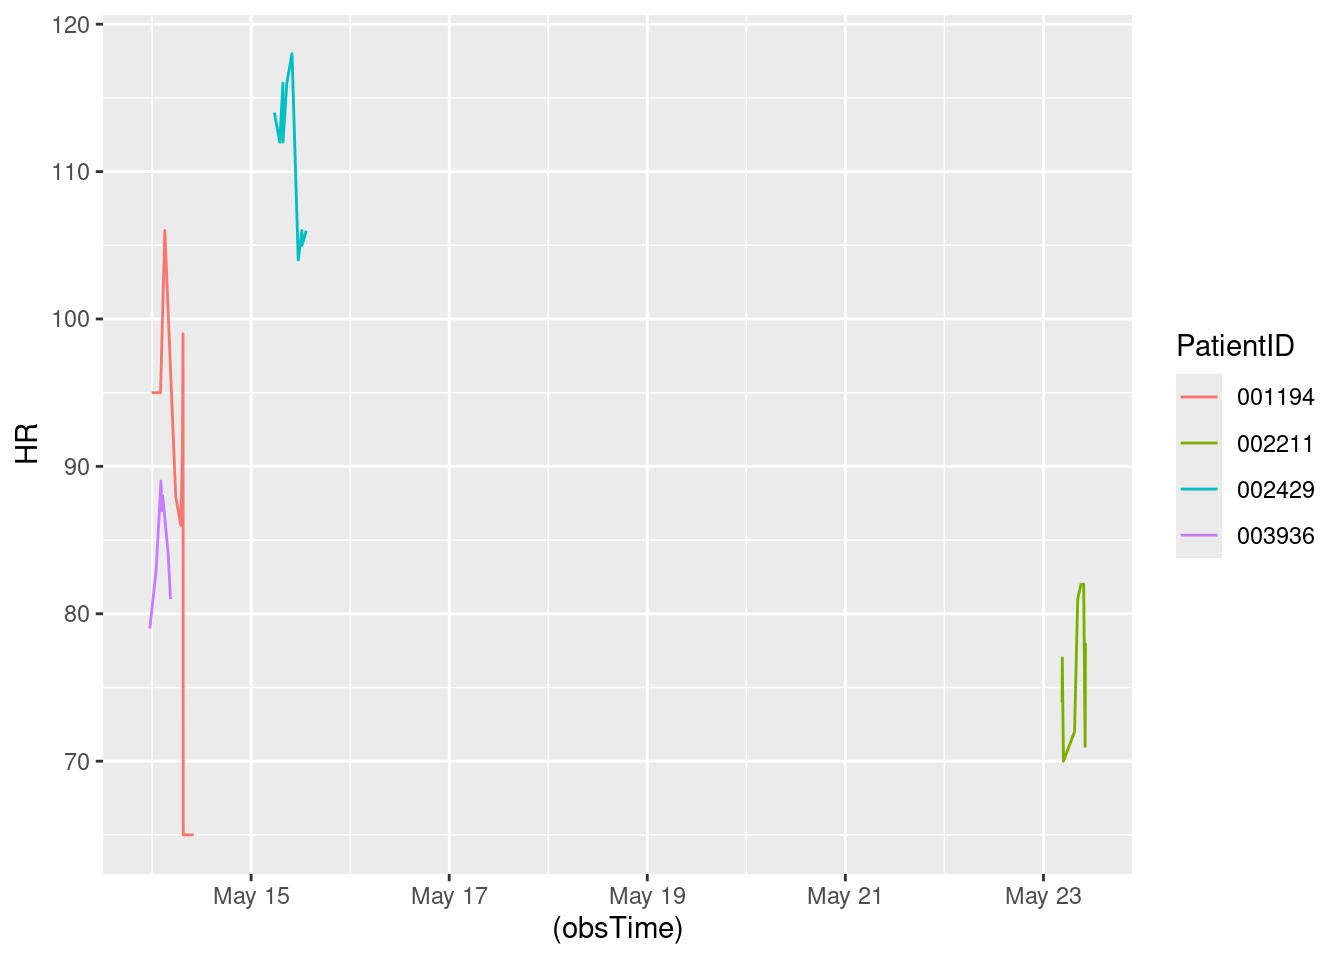 120
110
100
90
80
70
HR
May 15
May 17
May 19
May 21
May 23
(obsTime)
PatientID
001194
002211
002429
003936